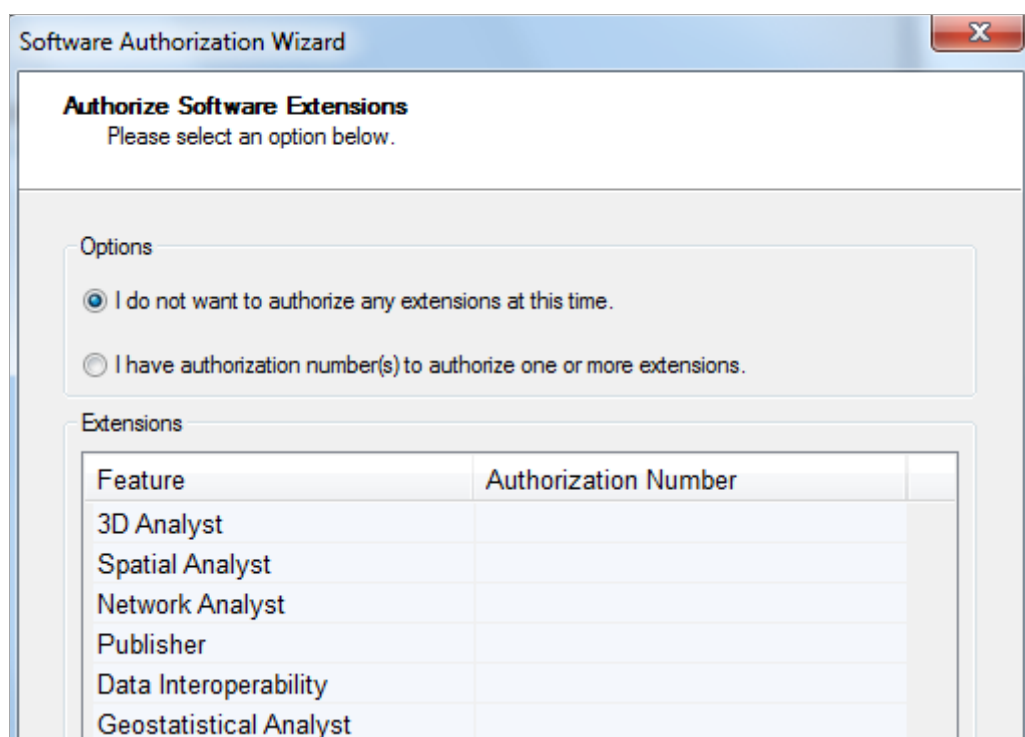 Software Authorization Wizard
Authorize Software Extensions
Please select an option below.
Options
I do not want to authorize any extensions at this time.
I have authorization number(s) to authorize one or more extensions.
Extensions
Feature Authorization Number
3D Analyst
Spatial Analyst
Network Analyst
Publisher
Data Interoperability
Geostatistical Analyst